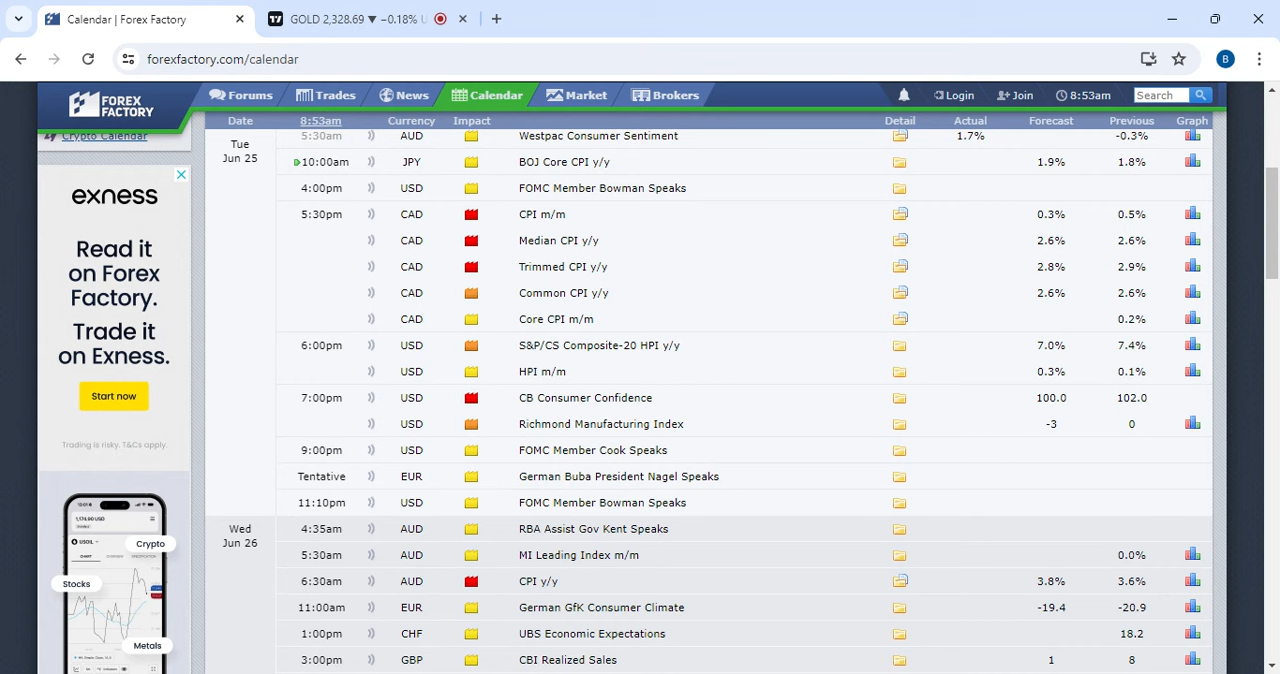 Calendar | Forex Factory
GOLD 2,328.69 ▼ −0.18% U
forexfactory.com/calendar
B
FOREX FACTORY
Forums Trades News Calendar Market Brokers Login Join 8:53am Search
Date 8:53am Currency Impact Detail Actual Forecast Previous Graph
Crypto Calendar
Tue Jun 25
5:30am AUD Westpac Consumer Sentiment 1.7% -0.3%
10:00am JPY BOJ Core CPI y/y 1.9% 1.8%
4:00pm USD FOMC Member Bowman Speaks
5:30pm CAD CPI m/m 0.3% 0.5%
CAD Median CPI y/y 2.6% 2.6%
CAD Trimmed CPI y/y 2.8% 2.9%
CAD Common CPI y/y 2.6% 2.6%
CAD Core CPI m/m 0.2%
6:00pm USD S&P/CS Composite-20 HPI y/y 7.0% 7.4%
USD HPI m/m 0.3% 0.1%
7:00pm USD CB Consumer Confidence 100.0 102.0
USD Richmond Manufacturing Index -3 0
9:00pm USD FOMC Member Cook Speaks
Tentative EUR German Buba President Nagel Speaks
11:10pm USD FOMC Member Bowman Speaks
Wed Jun 26
4:35am AUD RBA Assist Gov Kent Speaks
5:30am AUD MI Leading Index m/m 0.0%
6:30am AUD CPI y/y 3.8% 3.6%
11:00am EUR German GfK Consumer Climate -19.4 -20.9
1:00pm CHF UBS Economic Expectations 18.2
3:00pm GBP CBI Realized Sales 1 8
exness
Read it
on Forex
Factory.
Trade it
on Exness.
Start now
Trading is risky. T&Cs apply.
1,174.90 USD
USOIL
Crypto
Stocks
Metals